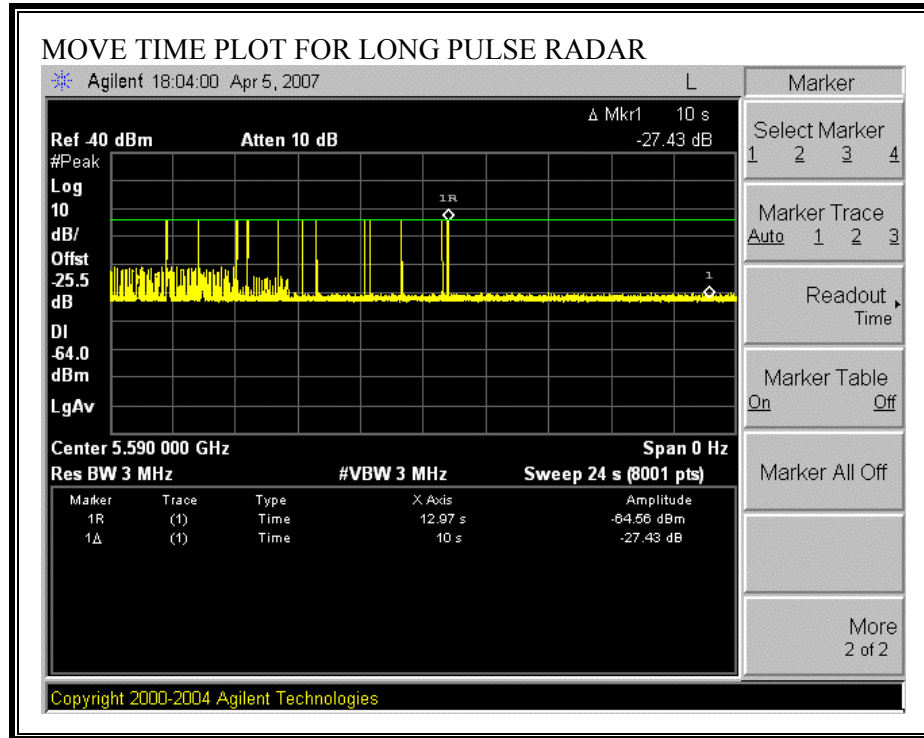 MOVE TIME PLOT FOR LONG PULSE RADAR
Agilent 18:04:00 Apr 5, 2007 L
Δ Mkr1 10 s
Ref -40 dBm Atten 10 dB -27.43 dB
#Peak
Log
10
dB/
Offst
-25.5
dB
DI
-64.0
dBm
LgAv
1R
1
Center 5.590 000 GHz Span 0 Hz
Res BW 3 MHz #VBW 3 MHz Sweep 24 s (8001 pts)
Marker Trace Type X Axis Amplitude
1R (1) Time 12.97 s -64.56 dBm
1Δ (1) Time 10 s -27.43 dB
Marker
Select Marker
1 2 3 4
Marker Trace
Auto 1 2 3
Readout
Time
Marker Table
On Off
Marker All Off
More
2 of 2
Copyright 2000-2004 Agilent Technologies